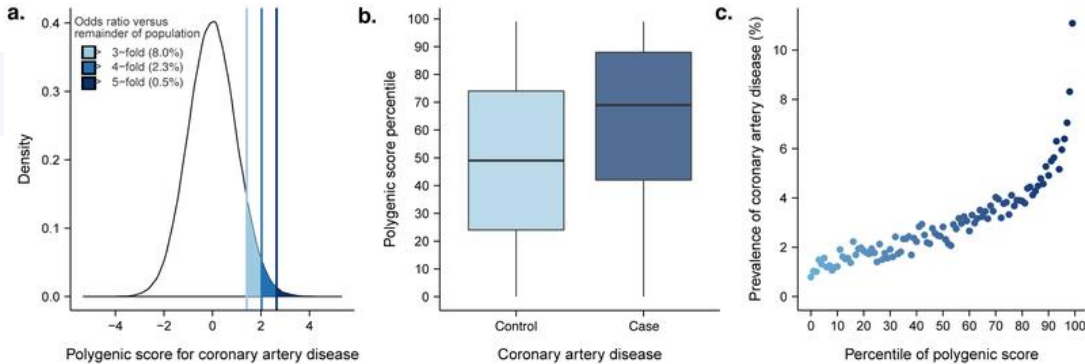 a.
Odds ratio versus
remainder of population
> 3−fold (8.0%)
> 4−fold (2.3%)
> 5−fold (0.5%)
Density
0.4
0.3
0.2
0.1
0.0
−4 −2 0 2 4
Polygenic score for coronary artery disease
b.
Polygenic score percentile
100
90
80
70
60
50
40
30
20
10
0
Control Case
Coronary artery disease
c.
Prevalence of coronary artery disease (%)
10
8
6
4
2
0
0 10 20 30 40 50 60 70 80 90 100
Percentile of polygenic score